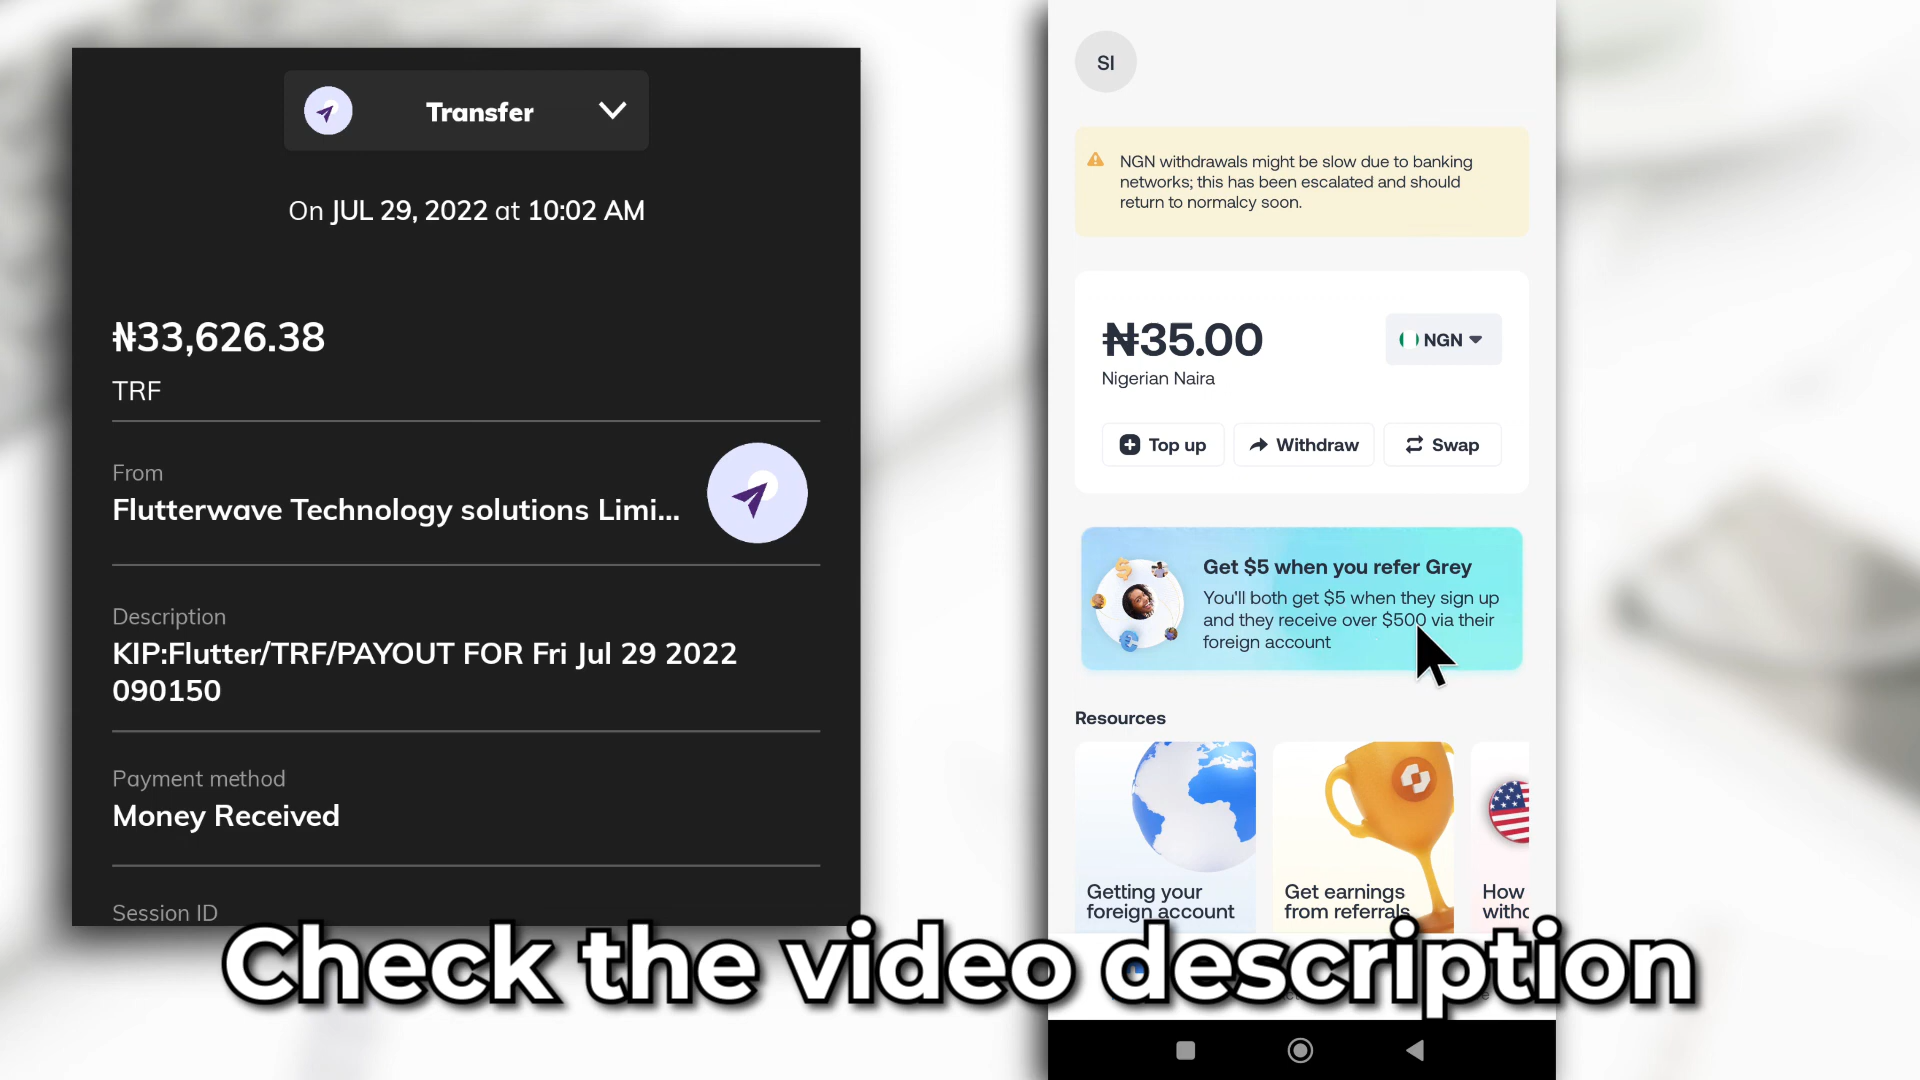 Transfer
On JUL 29, 2022 at 10:02 AM
₦33,626.38
TRF
From
Flutterwave Technology solutions Limi...
Description
KIP:Flutter/TRF/PAYOUT FOR Fri Jul 29 2022
090150
Payment method
Money Received
Session ID
SI
NGN withdrawals might be slow due to banking
networks; this has been escalated and should
return to normalcy soon.
₦35.00
NGN
Nigerian Naira
Top up
Withdraw
Swap
Get $5 when you refer Grey
You'll both get $5 when they sign up
and they receive over $500 via their
foreign account
Resources
Getting your
foreign account
Get earnings
from referrals
How
Check the video description